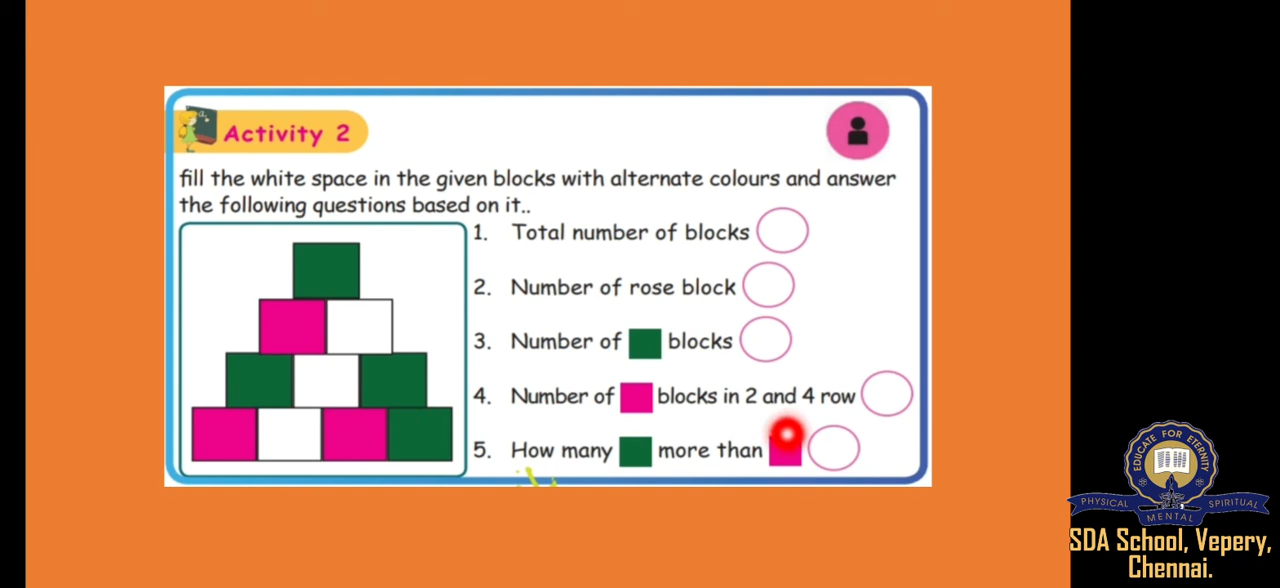 Activity 2
fill the white space in the given blocks with alternate colours and answer
the following questions based on it..
1. Total number of blocks
2. Number of rose block
3. Number of blocks
4. Number of blocks in 2 and 4 row
5. How many more than
EDUCATE FOR ETERNITY
PHYSICAL MENTAL SPIRITUAL
SDA School, Vepery,
Chennai.